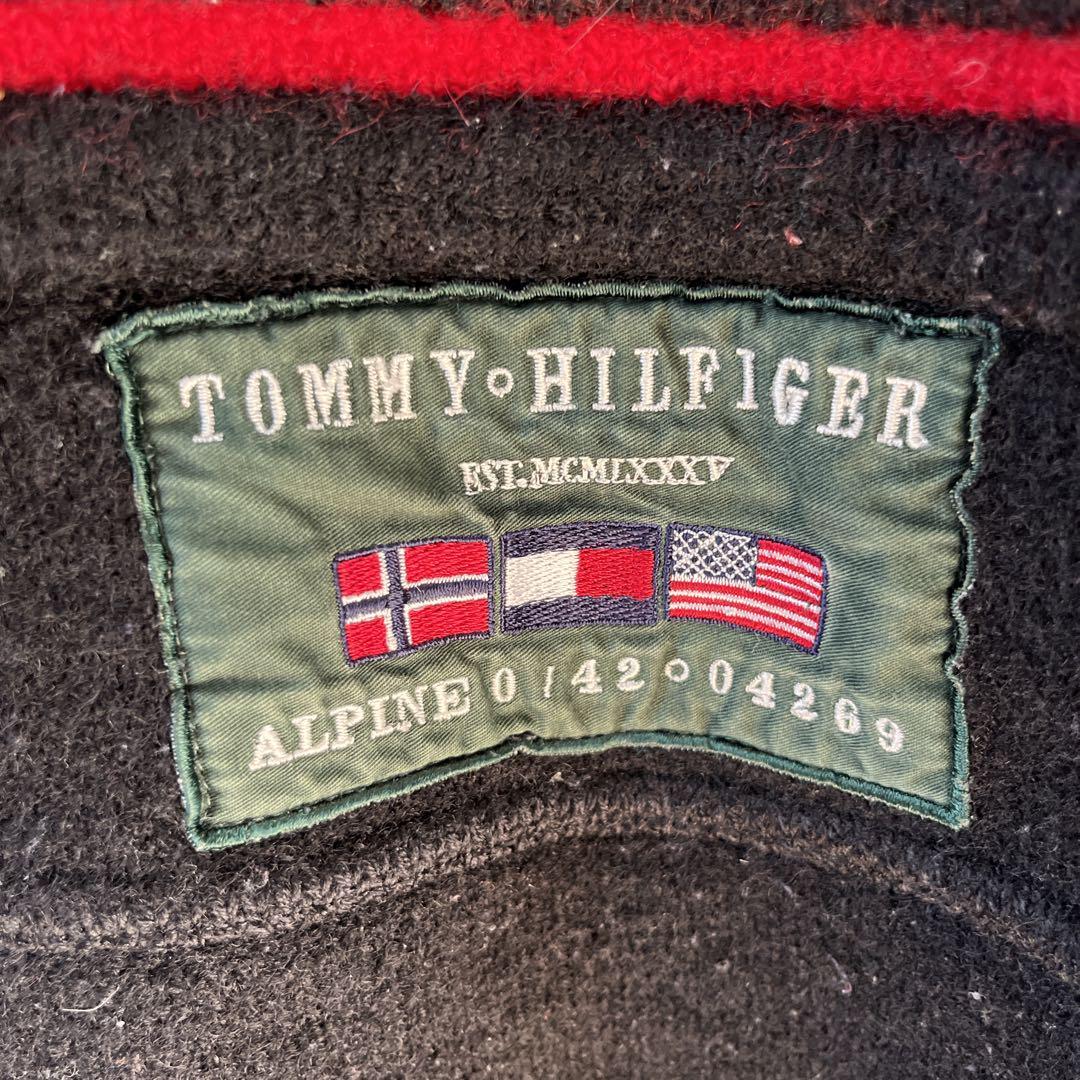 TOMMY○HILFIGER
EST.MCMLXXXV
ALPINE 0 / 42○04269